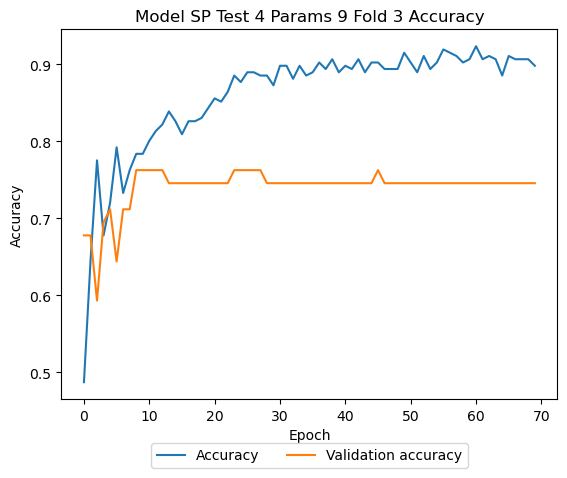 Model SP Test 4 Params 9 Fold 3 Accuracy
0.9
0.8
0.7
0.6
0.5
Accuracy
0 10 20 30 40 50 60 70
Epoch
Accuracy Validation accuracy